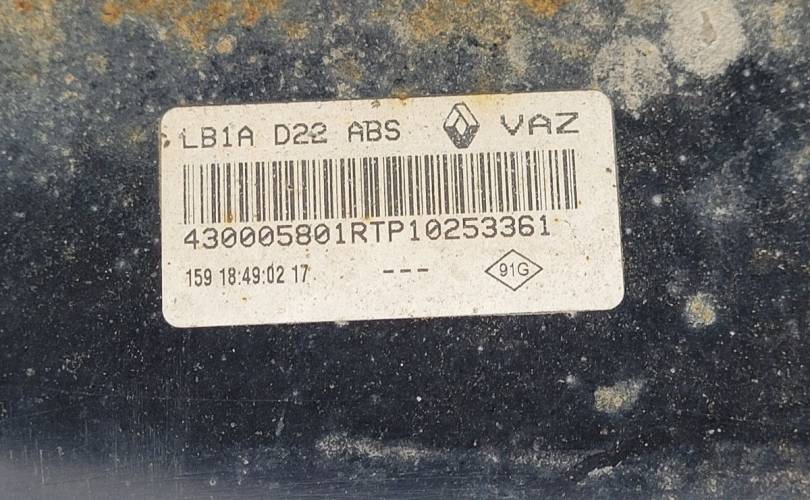 LB1A D22 ABS VAZ
430005801RTP10253361
159 18:49:02 17 --- 91G